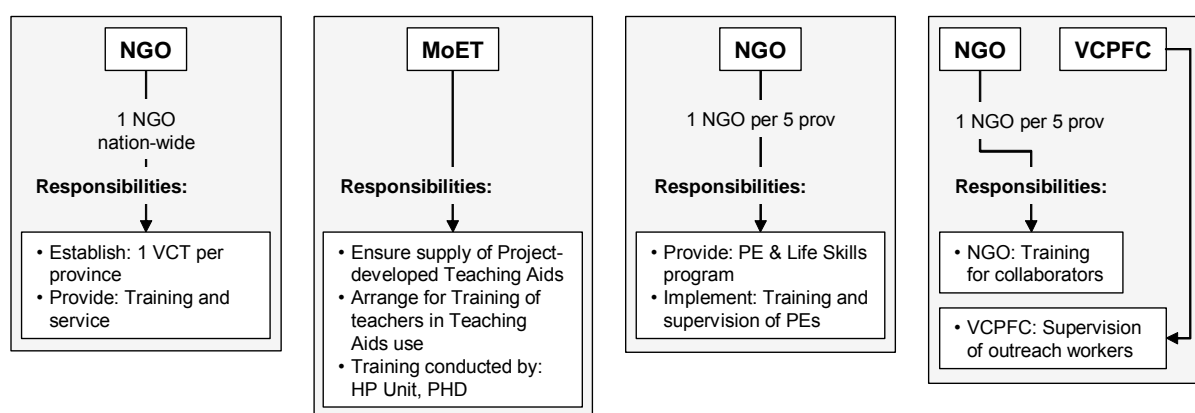 NGO
1 NGO
nation-wide
Responsibilities:
• Establish: 1 VCT per
province
• Provide: Training and
service
MoET
Responsibilities:
• Ensure supply of Project-
developed Teaching Aids
• Arrange for Training of
teachers in Teaching
Aids use
• Training conducted by:
HP Unit, PHD
NGO
1 NGO per 5 prov
Responsibilities:
• Provide: PE & Life Skills
program
• Implement: Training and
supervision of PEs
NGO
VCPFC
1 NGO per 5 prov
Responsibilities:
• NGO: Training
for collaborators
• VCPFC: Supervision
of outreach workers